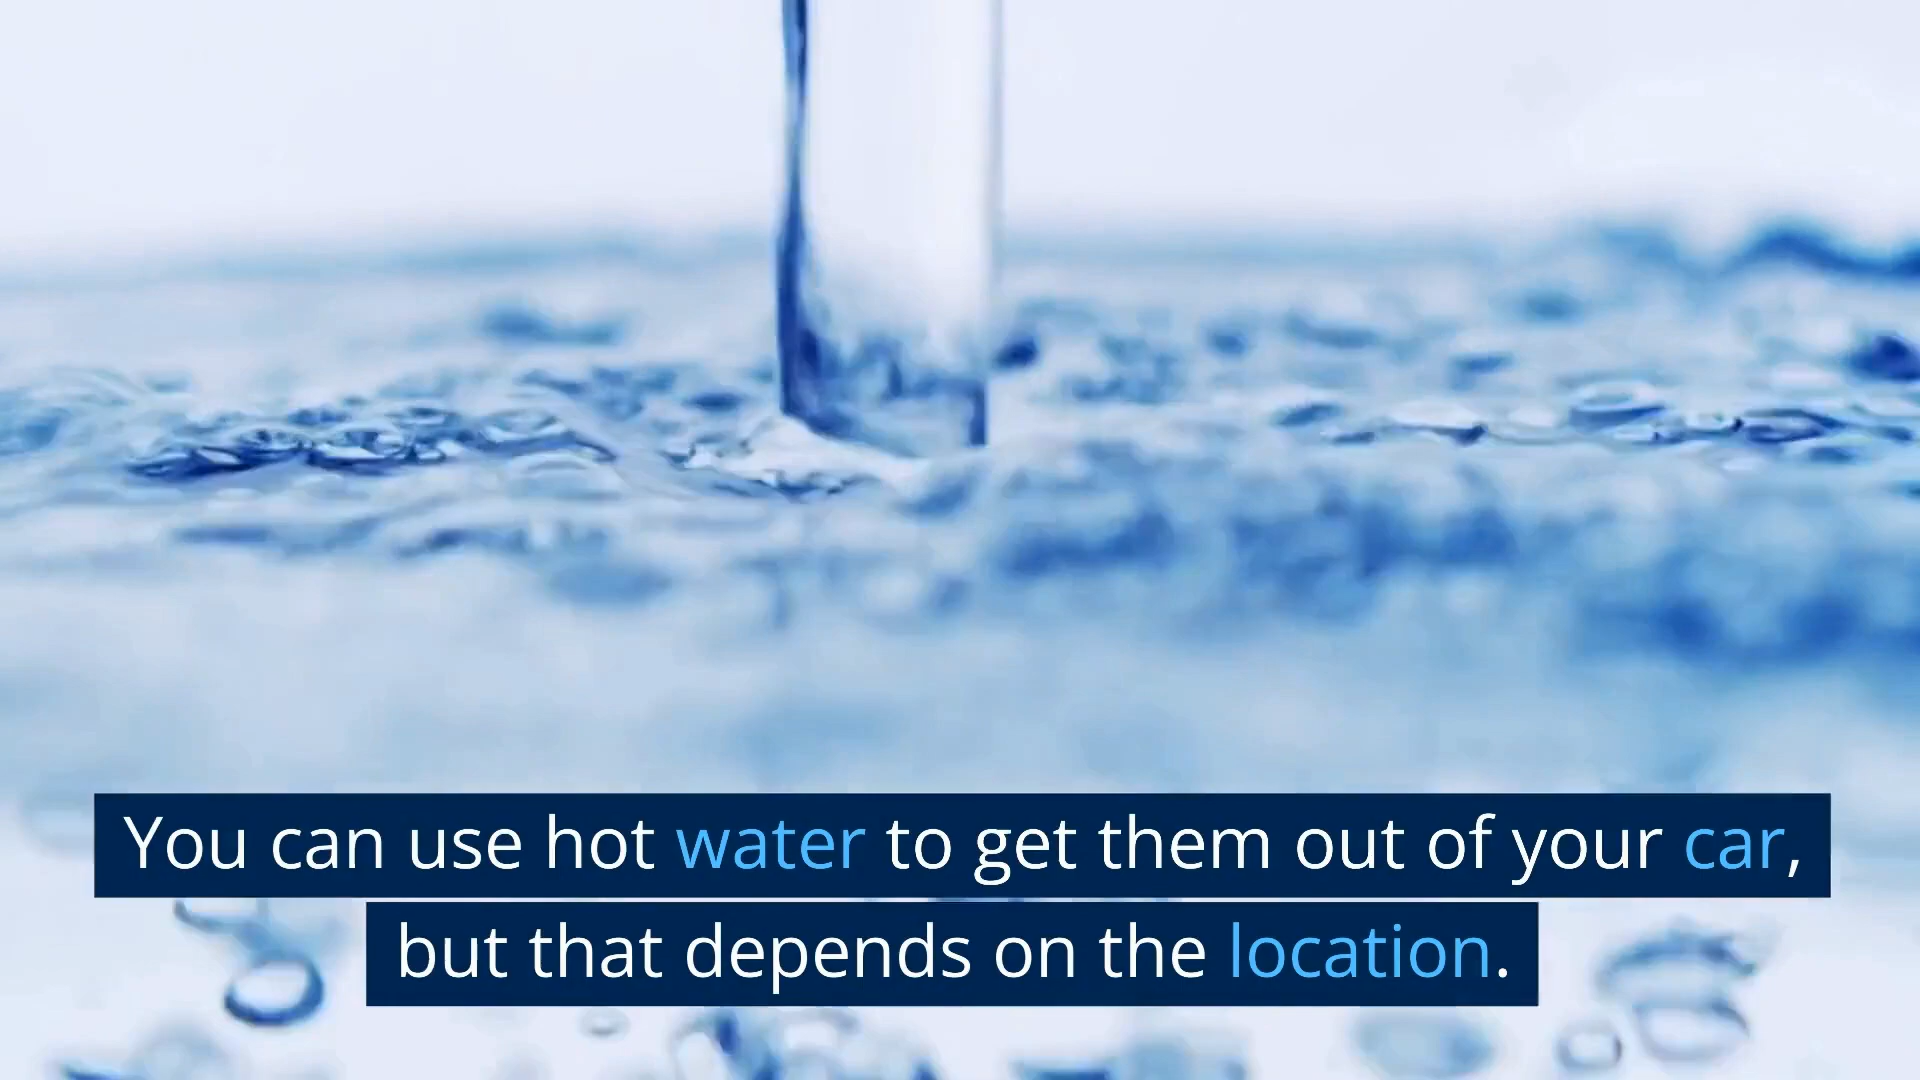 You can use hot water to get them out of your car,
but that depends on the location.